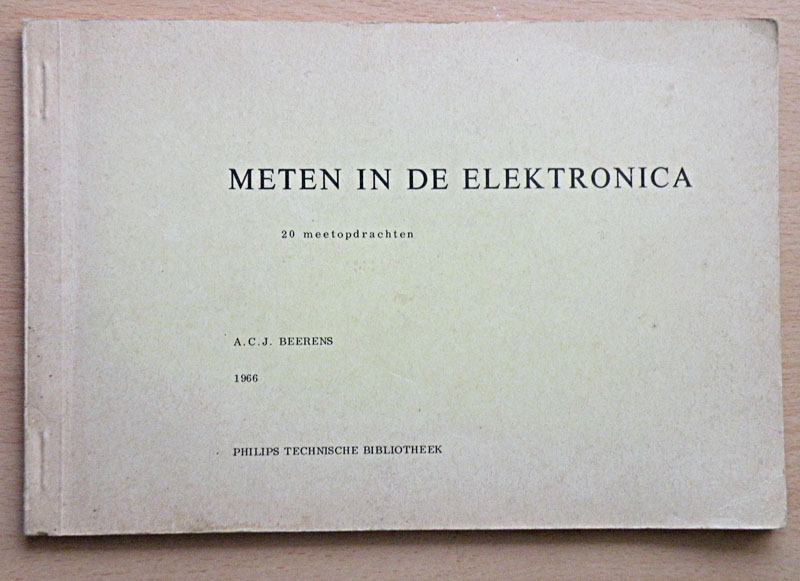 METEN IN DE ELEKTRONICA
20 meetopdrachten
A.C.J. BEERENS
1966
PHILIPS TECHNISCHE BIBLIOTHEEK